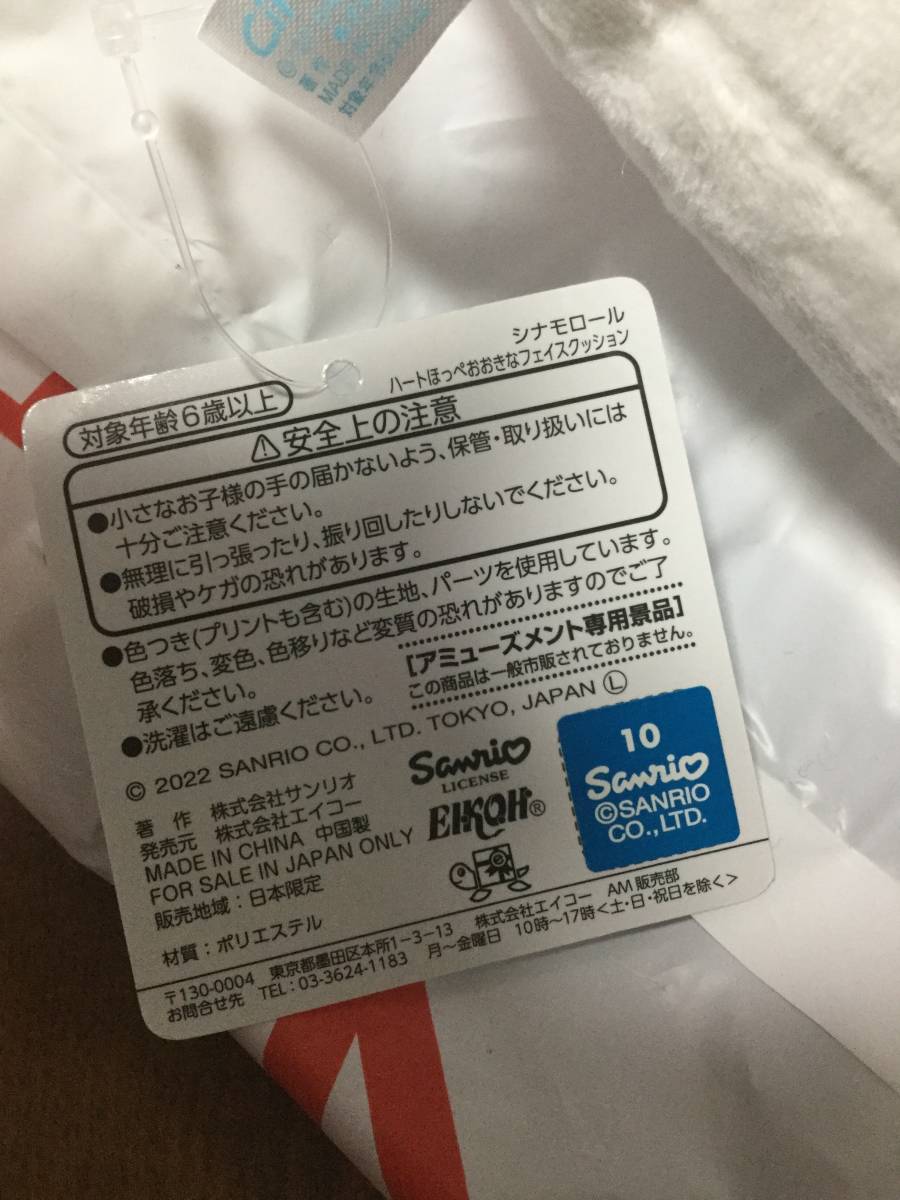 著 作
MADE
対象年
シナモロール
ハートほっぺおおきなフェイスクッション
対象年齢6歳以上
⚠安全上の注意
●小さなお子様の手の届かないよう、保管・取り扱いには
十分ご注意ください。
●無理に引っ張ったり、振り回したりしないでください。
破損やケガの恐れがあります。
●色つき(プリントも含む)の生地、パーツを使用しています。
色落ち、変色、色移りなど変質の恐れがありますのでご了
承ください。
●洗濯はご遠慮ください。
[アミューズメント専用景品]
この商品は一般市販されておりません。
© 2022 SANRIO CO., LTD. TOKYO, JAPAN Ⓛ
著 作 株式会社サンリオ
発売元 株式会社エイコー
MADE IN CHINA 中国製
FOR SALE IN JAPAN ONLY
販売地域：日本限定
材質：ポリエステル
Sanrio
LICENSE
EIKOH®
10
Sanrio
©SANRIO
CO.,LTD.
〒130-0004 東京都墨田区本所1-3-13 株式会社エイコー AM販売部
お問合せ先 TEL：03-3624-1183 月～金曜日 10時～17時<土・日・祝日を除く>